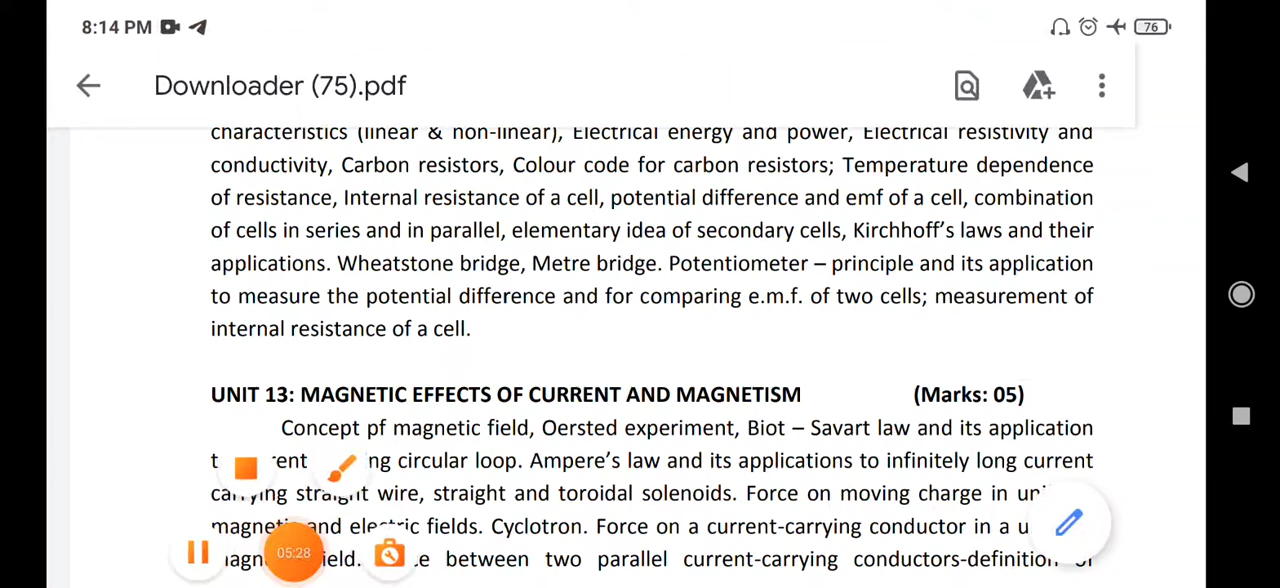 8:14 PM 76
Downloader (75).pdf
characteristics (linear & non-linear), Electrical energy and power, Electrical resistivity and
conductivity, Carbon resistors, Colour code for carbon resistors; Temperature dependence
of resistance, Internal resistance of a cell, potential difference and emf of a cell, combination
of cells in series and in parallel, elementary idea of secondary cells, Kirchhoff's laws and their
applications. Wheatstone bridge, Metre bridge. Potentiometer – principle and its application
to measure the potential difference and for comparing e.m.f. of two cells; measurement of
internal resistance of a cell.
UNIT 13: MAGNETIC EFFECTS OF CURRENT AND MAGNETISM (Marks: 05)
Concept pf magnetic field, Oersted experiment, Biot – Savart law and its application
circular loop. Ampere's law and its applications to infinitely long current
carrying straight wire, straight and toroidal solenoids. Force on moving charge in
and electric fields. Cyclotron. Force on a current-carrying conductor in a
between two parallel current-carrying conductors-definition
05:28